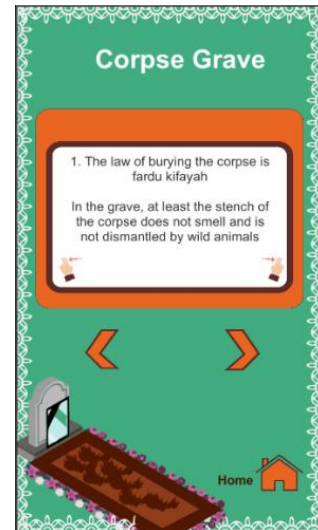 Corpse Grave
1. The law of burying the corpse is
fardu kifayah
In the grave, at least the stench of
the corpse does not smell and is
not dismantled by wild animals
Home